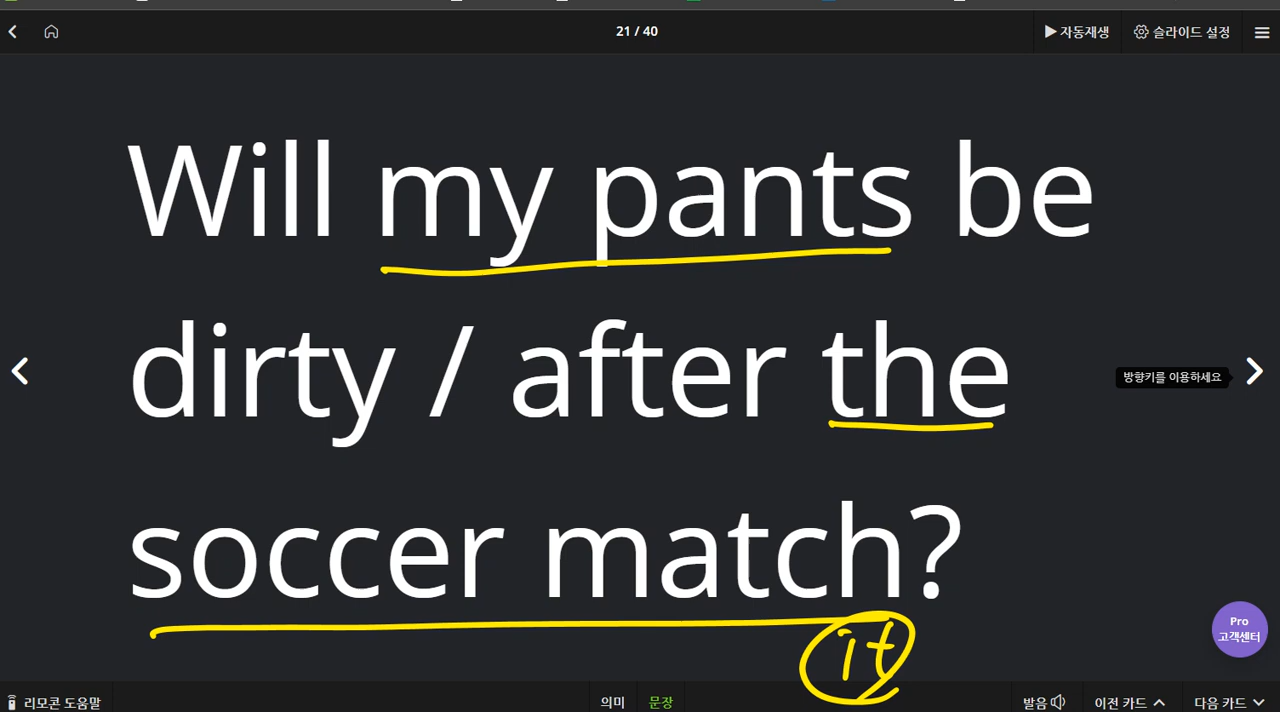 21 / 40
자동재생
슬라이드 설정
Will my pants be
dirty / after the
방향키를 이용하세요
soccer match?
it
Pro
고객센터
리모콘 도움말
의미
문장
발음
이전 카드
다음 카드